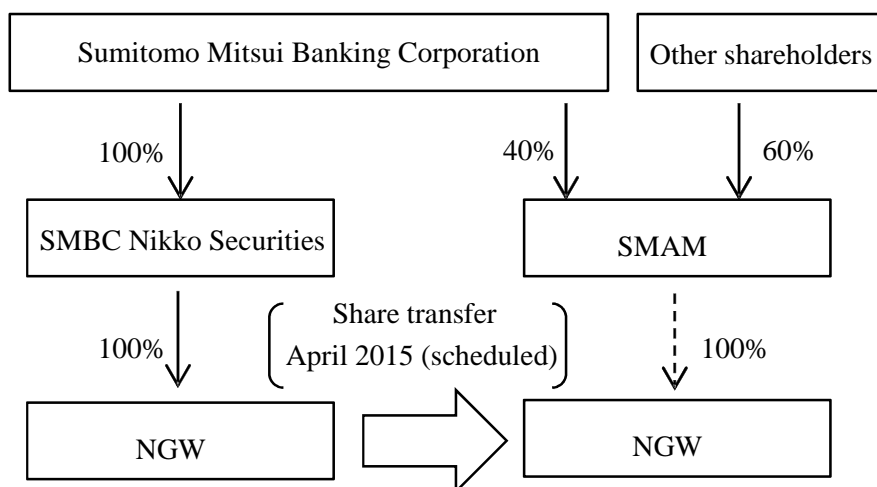 Sumitomo Mitsui Banking Corporation
Other shareholders
100%
40%
60%
SMBC Nikko Securities
SMAM
Share transfer
100%
April 2015 (scheduled)
100%
NGW
NGW